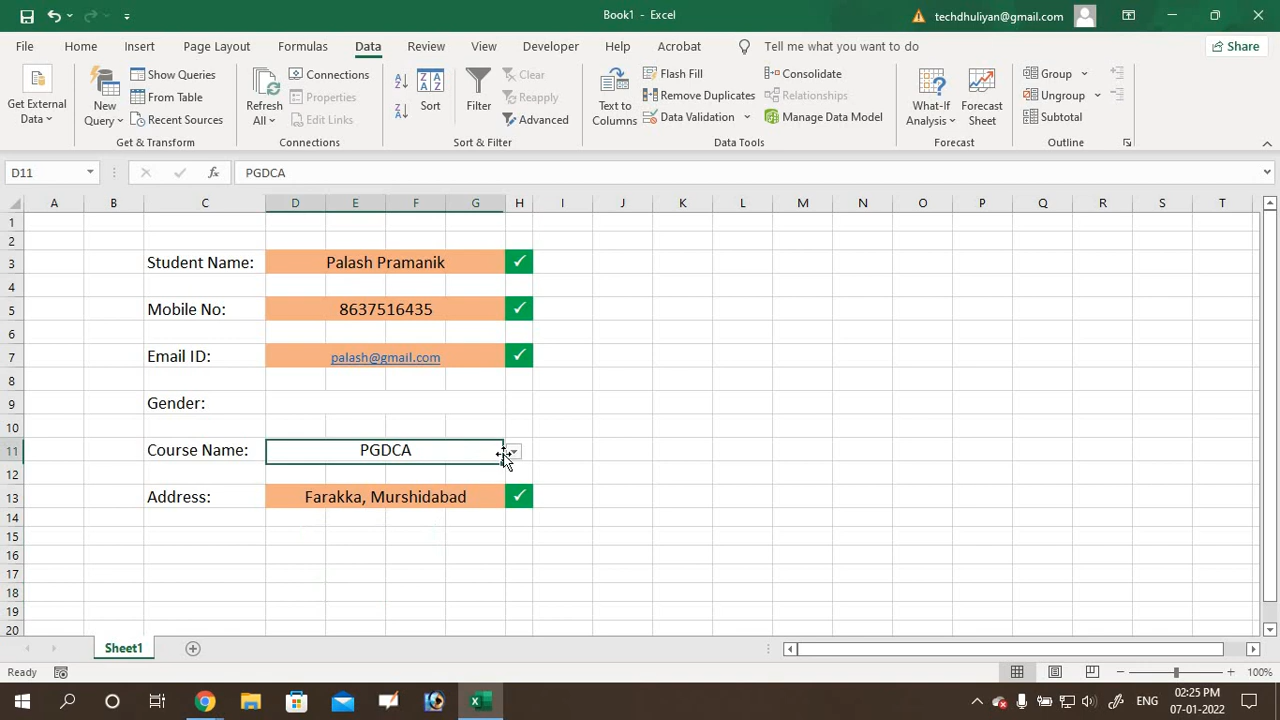 Book1 - Excel
techdhuliyan@gmail.com
File Home Insert Page Layout Formulas Data Review View Developer Help Acrobat Tell me what you want to do Share
Get External Data
New Query
Show Queries
From Table
Recent Sources
Get & Transform
Refresh All
Connections
Properties
Edit Links
Connections
Sort
Filter
Clear
Reapply
Advanced
Sort & Filter
Text to Columns
Flash Fill
Remove Duplicates
Data Validation
Consolidate
Relationships
Manage Data Model
Data Tools
What-If Analysis
Forecast Sheet
Forecast
Group
Ungroup
Subtotal
Outline
D11 fx PGDCA
A B C D E F G H I J K L M N O P Q R S T
1
2
3 Student Name: Palash Pramanik ✓
4
5 Mobile No: 8637516435 ✓
6
7 Email ID: palash@gmail.com ✓
8
9 Gender:
10
11 Course Name: PGDCA
12
13 Address: Farakka, Murshidabad ✓
14
15
16
17
18
19
20
Sheet1
Ready 100%
ENG 02:25 PM
07-01-2022